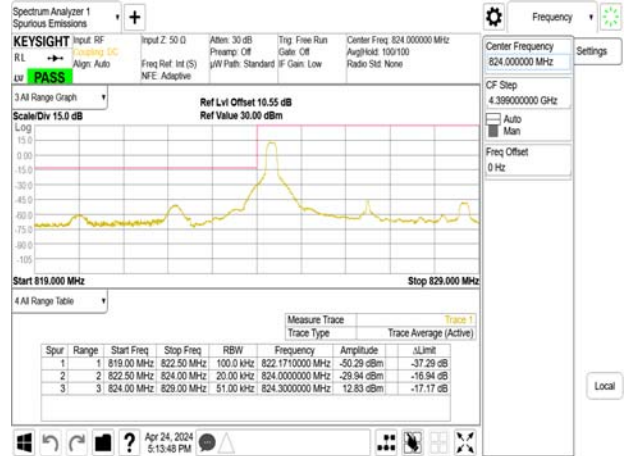 Spectrum Analyzer 1
Spurious Emissions
+
Frequency
KEYSIGHT Input: RF
Coupling: DC
Align: Auto
RL
LXI PASS
Input Z: 50 Ω
Freq Ref: Int (S)
NFE: Adaptive
Atten: 30 dB
Preamp: Off
µW Path: Standard
Trig: Free Run
Gate: Off
IF Gain: Low
Center Freq: 824.000000 MHz
Avg|Hold: 100/100
Radio Std: None
Center Frequency
824.000000 MHz
Settings
CF Step
4.399000000 GHz
Auto
Man
Freq Offset
0 Hz
Local
3 All Range Graph
Scale/Div 15.0 dB
Ref Lvl Offset 10.55 dB
Ref Value 30.00 dBm
Log
15.0
0.00
-15.0
-30.0
-45.0
-60.0
-75.0
-90.0
-105
Start 819.000 MHz
Stop 829.000 MHz
4 All Range Table
Measure Trace Trace 1
Trace Type Trace Average (Active)
Spur Range Start Freq Stop Freq RBW Frequency Amplitude ΔLimit
1 1 819.00 MHz 822.50 MHz 100.0 kHz 822.1710000 MHz -50.29 dBm -37.29 dB
2 2 822.50 MHz 824.00 MHz 20.00 kHz 824.0000000 MHz -29.94 dBm -16.94 dB
3 3 824.00 MHz 829.00 MHz 51.00 kHz 824.3000000 MHz 12.83 dBm -17.17 dB
?
Apr 24, 2024
5:13:48 PM